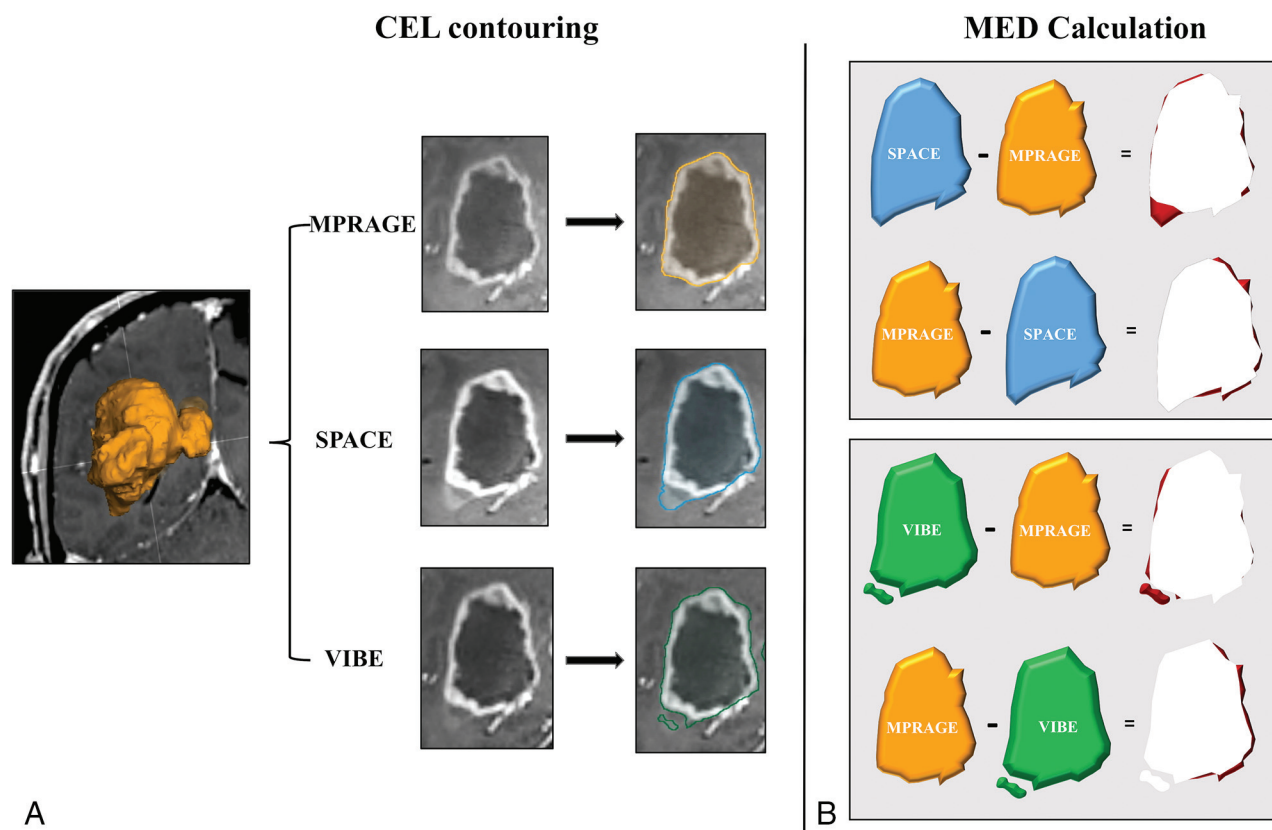 CEL contouring
MPRAGE
SPACE
VIBE
A
MED Calculation
SPACE - MPRAGE =
MPRAGE - SPACE =
VIBE - MPRAGE =
MPRAGE - VIBE =
B